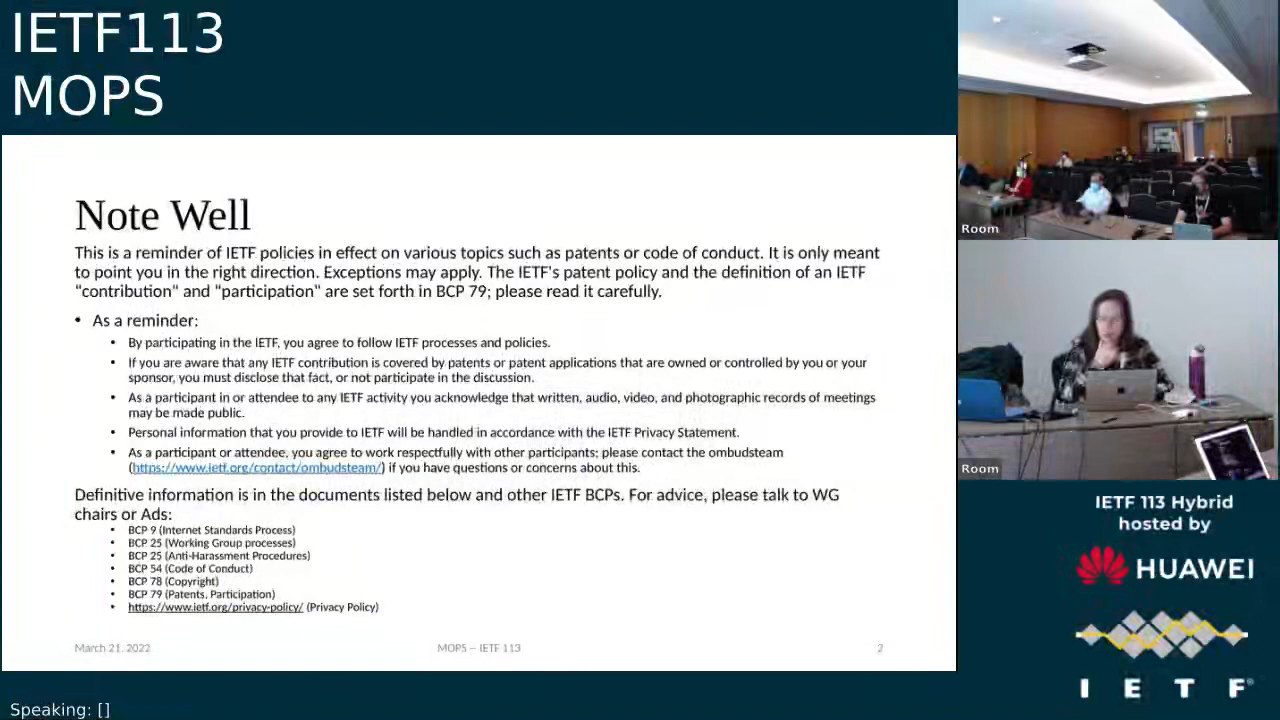 IETF113
MOPS
Note Well
This is a reminder of IETF policies in effect on various topics such as patents or code of conduct. It is only meant
to point you in the right direction. Exceptions may apply. The IETF's patent policy and the definition of an IETF
"contribution" and "participation" are set forth in BCP 79; please read it carefully.
• As a reminder:
• By participating in the IETF, you agree to follow IETF processes and policies.
• If you are aware that any IETF contribution is covered by patents or patent applications that are owned or controlled by you or your
sponsor, you must disclose that fact, or not participate in the discussion.
• As a participant in or attendee to any IETF activity you acknowledge that written, audio, video, and photographic records of meetings
may be made public.
• Personal information that you provide to IETF will be handled in accordance with the IETF Privacy Statement.
• As a participant or attendee, you agree to work respectfully with other participants; please contact the ombudsteam
(https://www.ietf.org/contact/ombudsteam/) if you have questions or concerns about this.
Definitive information is in the documents listed below and other IETF BCPs. For advice, please talk to WG
chairs or Ads:
• BCP 9 (Internet Standards Process)
• BCP 25 (Working Group processes)
• BCP 25 (Anti-Harassment Procedures)
• BCP 54 (Code of Conduct)
• BCP 78 (Copyright)
• BCP 79 (Patents, Participation)
• https://www.ietf.org/privacy-policy/ (Privacy Policy)
March 21, 2022
MOPS – IETF 113
2
Speaking: []
Room
Room
IETF 113 Hybrid
hosted by
HUAWEI
I E T F®